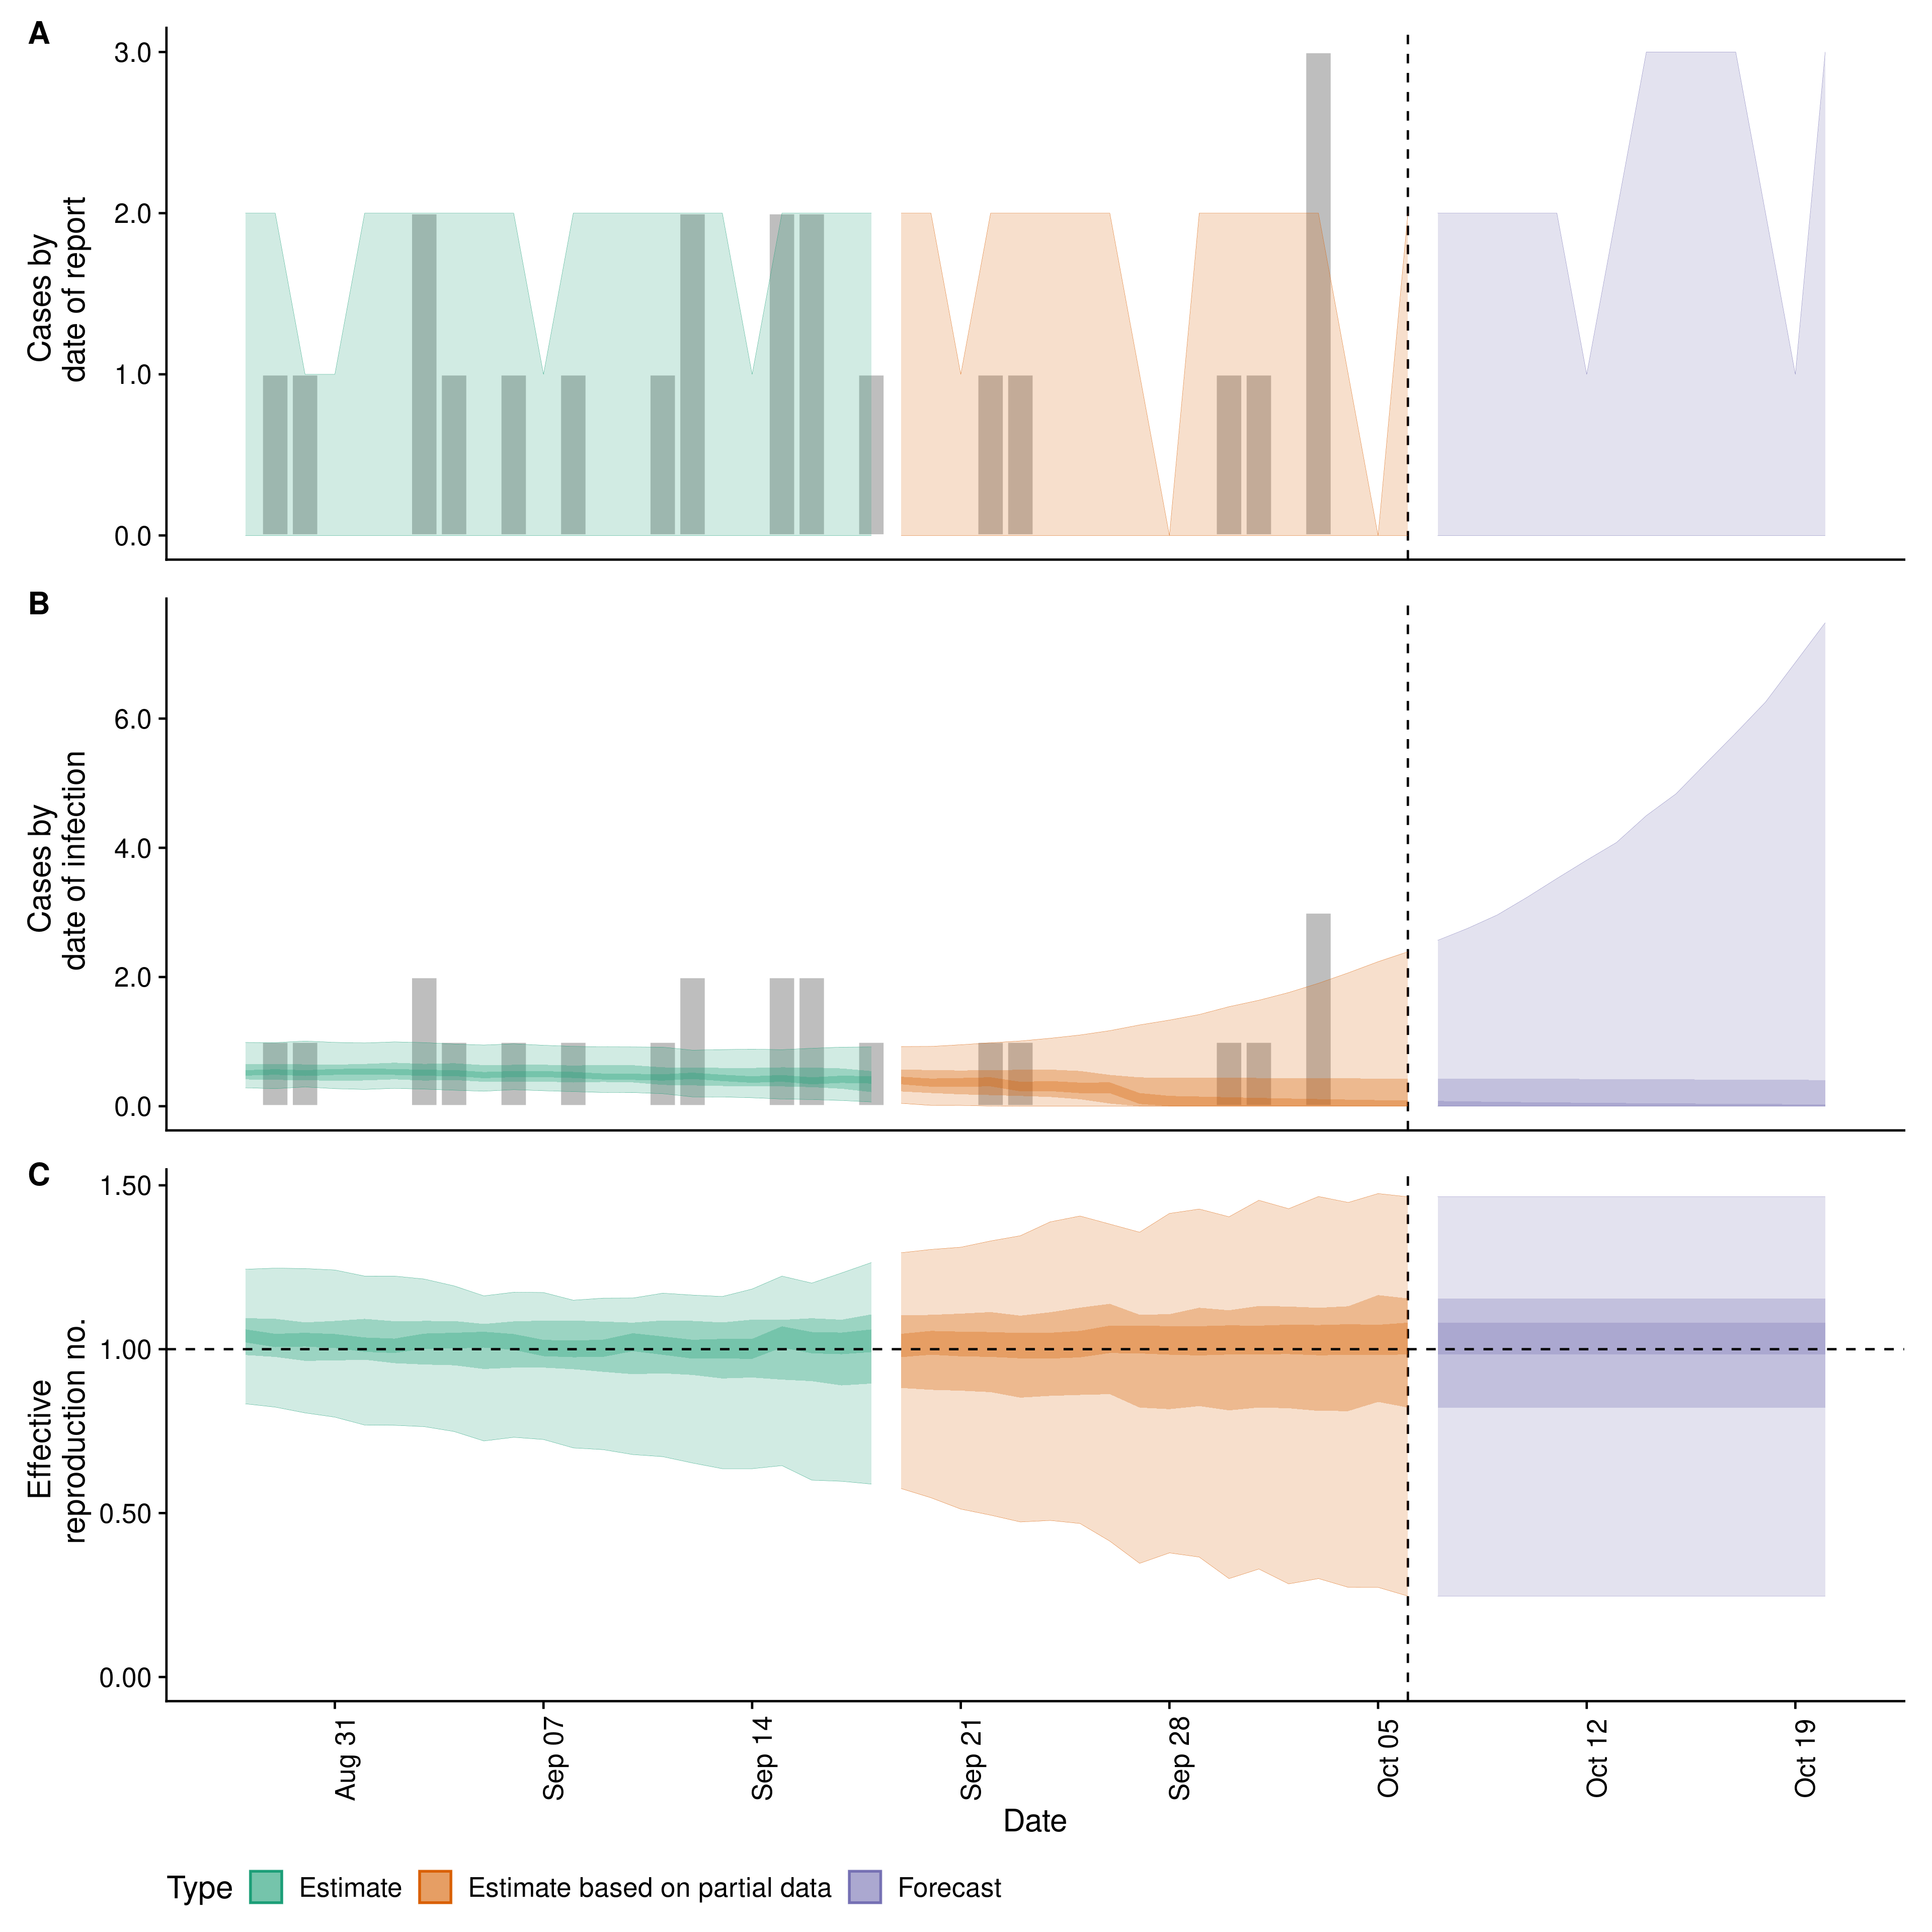 A
Cases by
date of report
3.0
2.0
1.0
0.0
B
Cases by
date of infection
6.0
4.0
2.0
0.0
C
Effective
reproduction no.
1.50
1.00
0.50
0.00
Aug 31
Sep 07
Sep 14
Sep 21
Sep 28
Oct 05
Oct 12
Oct 19
Date
Type Estimate Estimate based on partial data Forecast